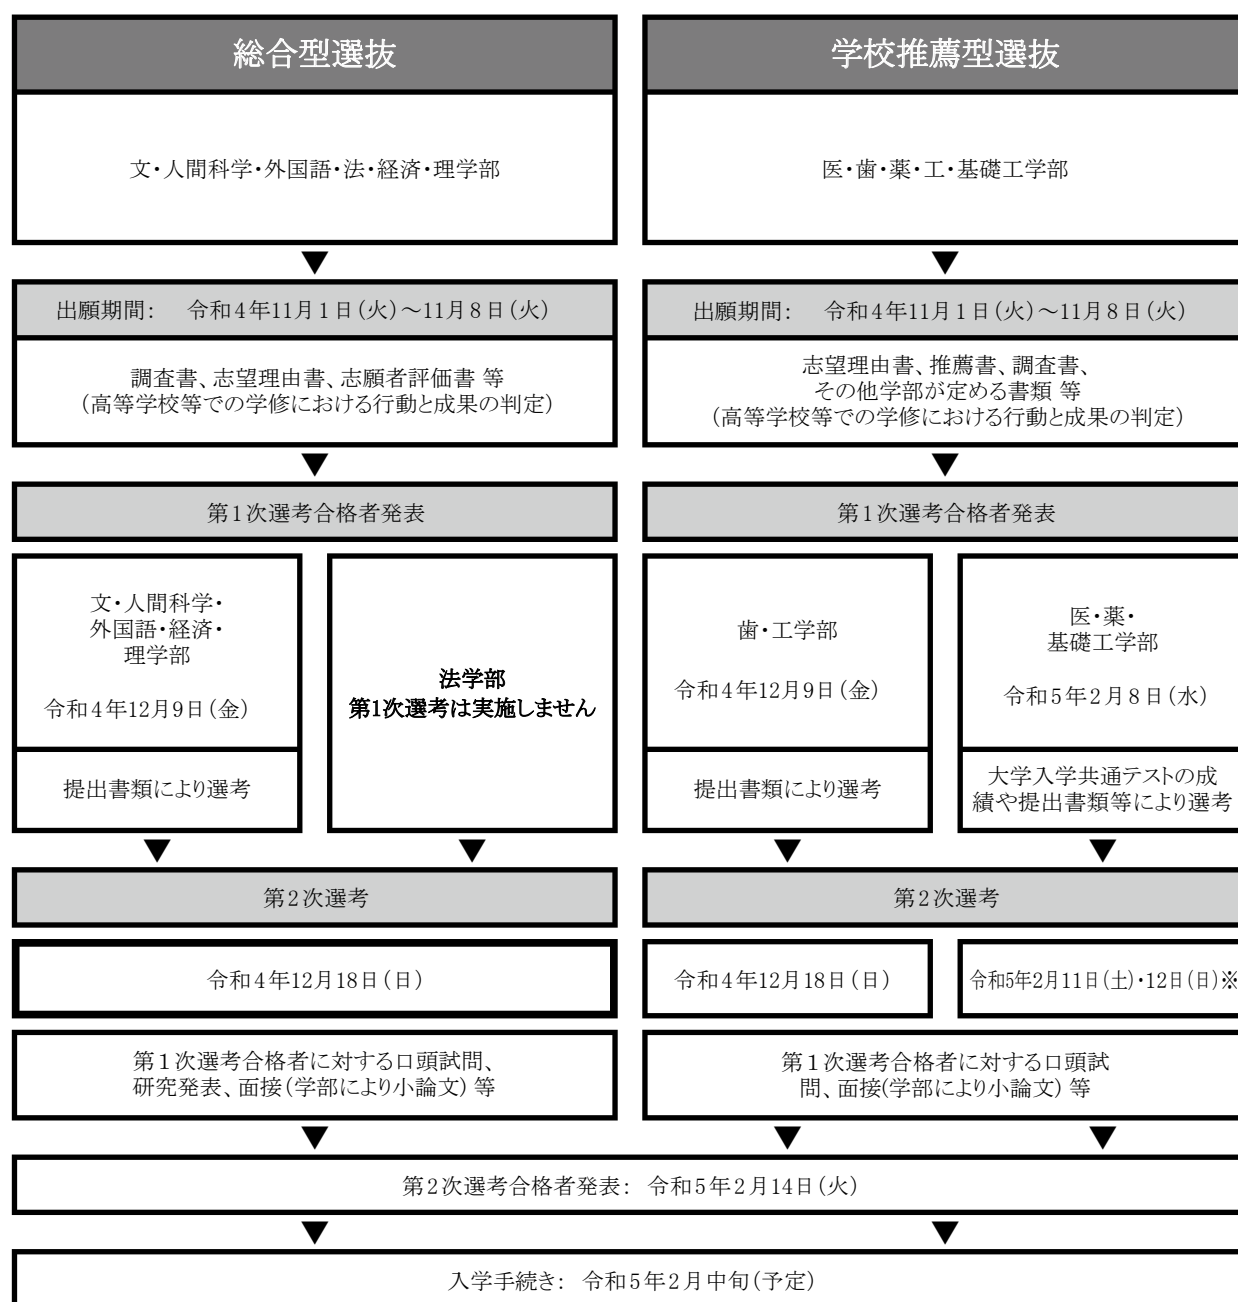 総合型選抜
学校推薦型選抜
文・人間科学・外国語・法・経済・理学部
医・歯・薬・工・基礎工学部
出願期間： 令和4年11月1日(火)～11月8日(火)
出願期間： 令和4年11月1日(火)～11月8日(火)
調査書、志望理由書、志願者評価書 等
(高等学校等での学修における行動と成果の判定)
志望理由書、推薦書、調査書、
その他学部が定める書類 等
(高等学校等での学修における行動と成果の判定)
第1次選考合格者発表
第1次選考合格者発表
文・人間科学・
外国語・経済・
理学部
令和4年12月9日(金)
提出書類により選考
法学部
第1次選考は実施しません
歯・工学部
令和4年12月9日(金)
提出書類により選考
医・薬・
基礎工学部
令和5年2月8日(水)
大学入学共通テストの成
績や提出書類等により選考
第2次選考
第2次選考
令和4年12月18日(日)
令和4年12月18日(日)
令和5年2月11日(土)・12日(日)※
第1次選考合格者に対する口頭試問、
研究発表、面接(学部により小論文) 等
第1次選考合格者に対する口頭試
問、面接(学部により小論文) 等
第2次選考合格者発表： 令和5年2月14日(火)
入学手続き： 令和5年2月中旬(予定)